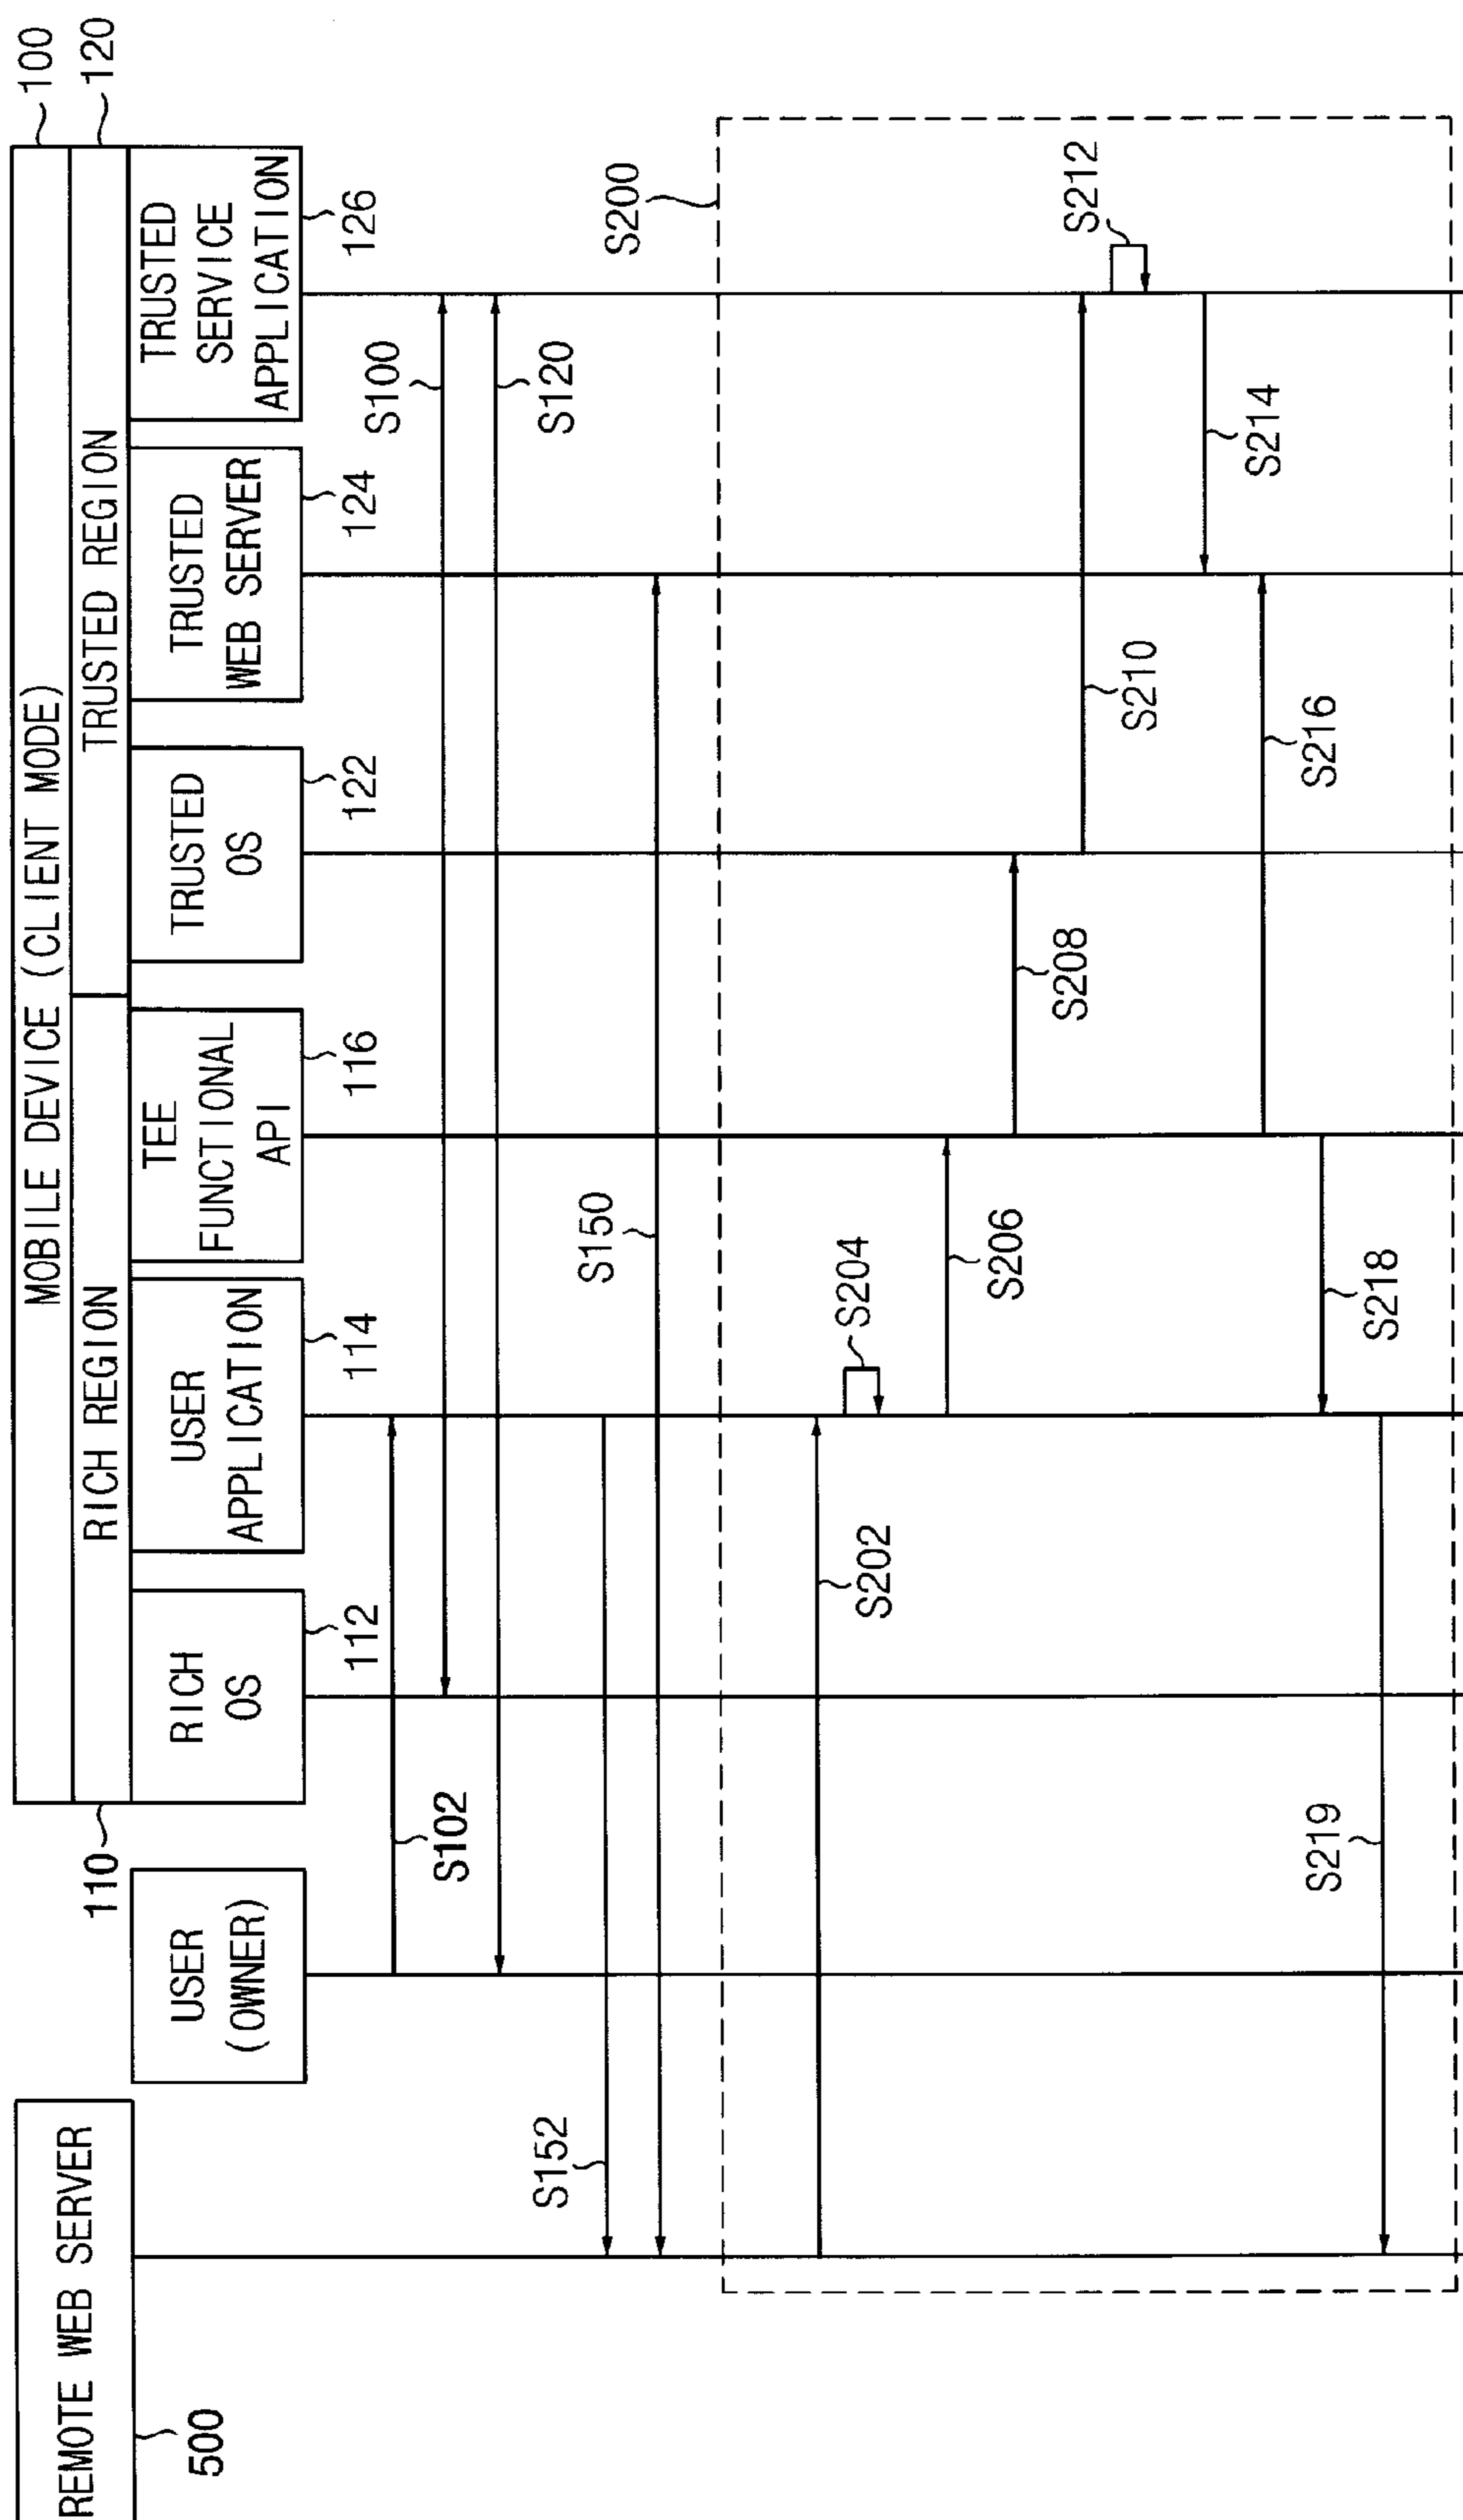 MOBILE DEVICE (CLIENT MODE)
100
RICH REGION
TRUSTED REGION
110
120
REMOTE WEB SERVER
500
USER
(OWNER)
RICH
OS
112
USER
APPLICATION
114
TEE
FUNCTIONAL
API
116
TRUSTED
OS
122
TRUSTED
WEB SERVER
124
TRUSTED
SERVICE
APPLICATION
126
S102
S100
S120
S152
S150
S200
S202
S204
S206
S208
S210
S212
S214
S216
S218
S219